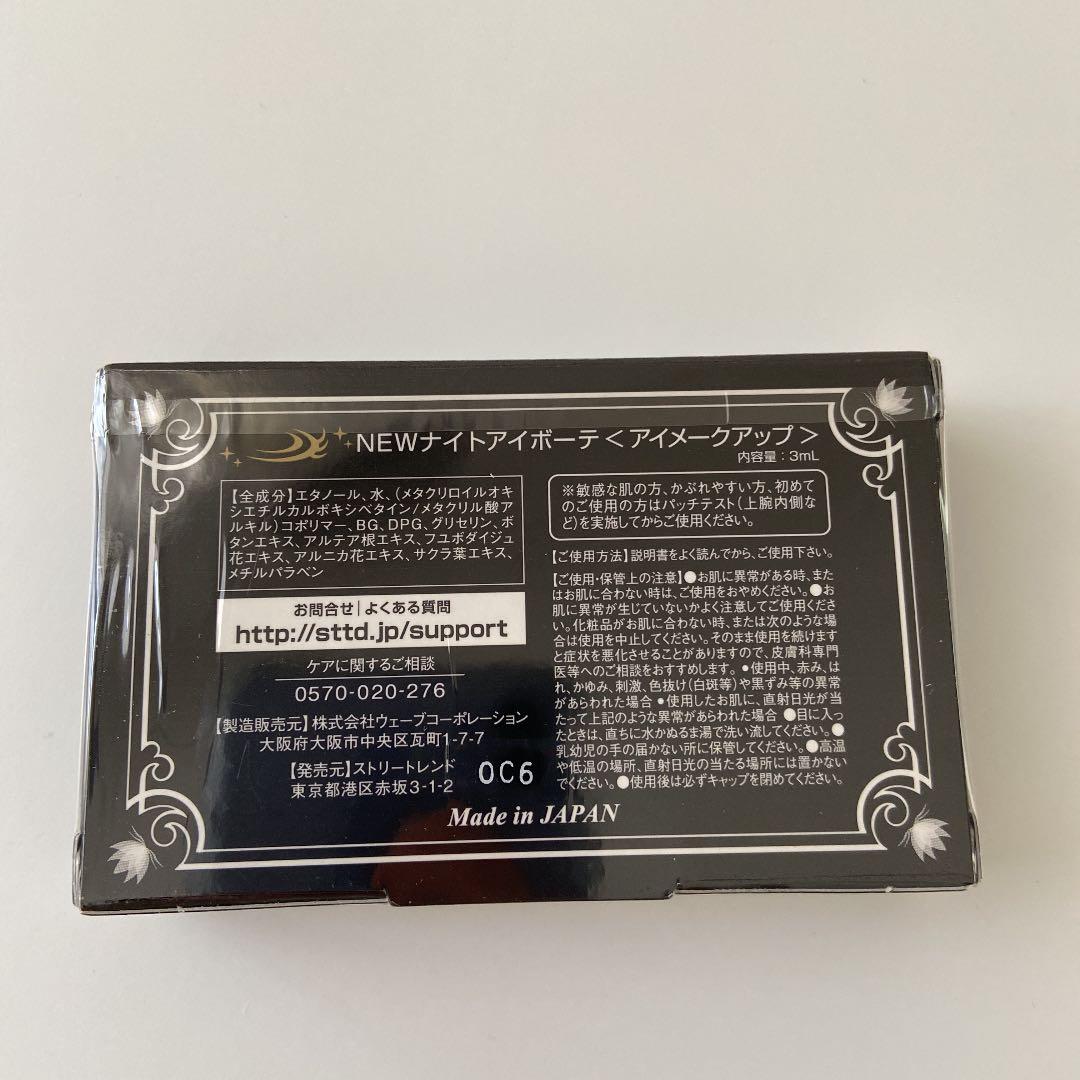 NEWナイトアイボーテ＜アイメークアップ＞
内容量：3mL
【全成分】エタノール、水、（メタクリロイルオキ
シエチルカルボキシベタイン/メタクリル酸ア
ルキル）コポリマー、BG、DPG、グリセリン、ボ
タンエキス、アルテア根エキス、フユボダイジュ
花エキス、アルニカ花エキス、サクラ葉エキス、
メチルパラベン
お問合せ｜よくある質問
http://sttd.jp/support
ケアに関するご相談
0570-020-276
【製造販売元】株式会社ウェーブコーポレーション
大阪府大阪市中央区瓦町1-7-7
【発売元】ストリートレンド
東京都港区赤坂3-1-2
0C6
※敏感な肌の方、かぶれやすい方、初めて
のご使用の方はパッチテスト（上腕内側な
ど）を実施してからご使用ください。
【ご使用方法】説明書をよく読んでから、ご使用下さい。
【ご使用・保管上の注意】●お肌に異常がある時、また
はお肌に合わない時は、ご使用をおやめください。●お
肌に異常が生じていないかよく注意してご使用くださ
い。化粧品がお肌に合わない時、または次のような場
合は使用を中止してください。そのまま使用を続けます
と症状を悪化させることがありますので、皮膚科専門
医等へのご相談をおすすめします。•使用中、赤み、は
れ、かゆみ、刺激、色抜け(白斑等)や黒ずみ等の異常
があらわれた場合 •使用したお肌に、直射日光が当
たって上記のような異常があらわれた場合 ●目に入っ
たときは、直ちに水かぬるま湯で洗い流してください。●
乳幼児の手の届かない所に保管してください。●高温
や低温の場所、直射日光の当たる場所には置かない
でください。●使用後は必ずキャップを閉めてください。
Made in JAPAN